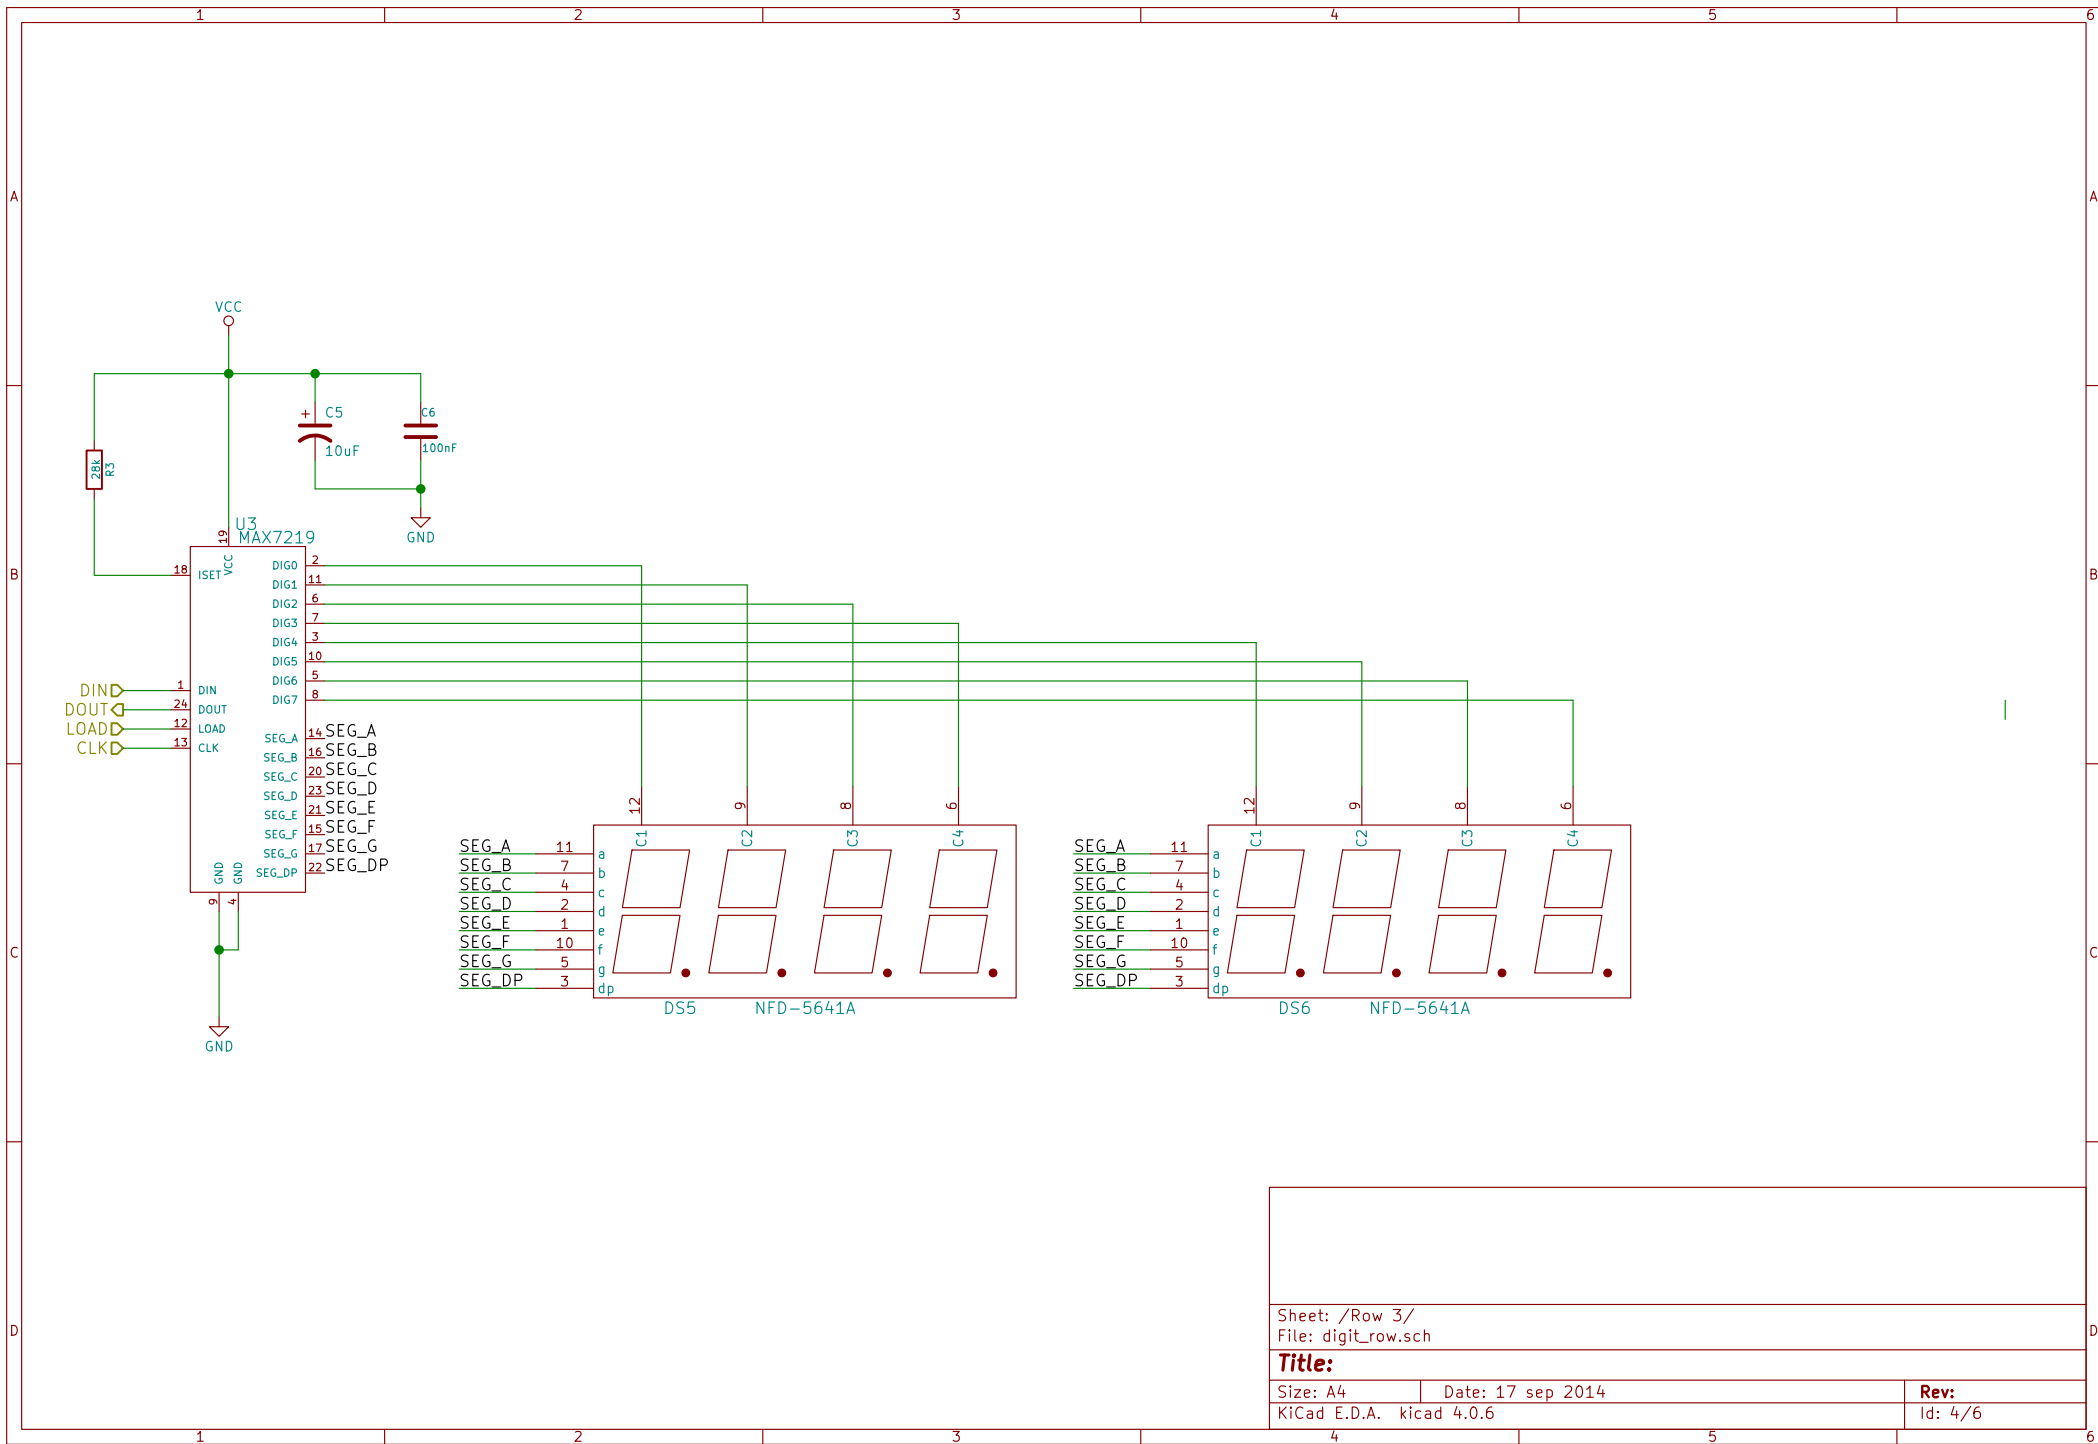 1 2 3 4 5 6
A A
VCC
+ C5
10uF
C6
100nF
28k
R3
GND
U3
MAX7219
19
VCC
18 ISET
B B
DIG0 2
DIG1 11
DIG2 6
DIG3 7
DIG4 3
DIG5 10
DIG6 5
DIG7 8
DIN 1 DIN
DOUT 24 DOUT
LOAD 12 LOAD
CLK 13 CLK
SEG_A 14 SEG_A
SEG_B 16 SEG_B
SEG_C 20 SEG_C
SEG_D 23 SEG_D
SEG_E 21 SEG_E
SEG_F 15 SEG_F
SEG_G 17 SEG_G
SEG_DP 22 SEG_DP
GND GND
9 4
GND
12 9 8 6
C1 C2 C3 C4
SEG_A 11 a
SEG_B 7 b
SEG_C 4 c
SEG_D 2 d
SEG_E 1 e
SEG_F 10 f
SEG_G 5 g
SEG_DP 3 dp
DS5 NFD-5641A
12 9 8 6
C1 C2 C3 C4
SEG_A 11 a
SEG_B 7 b
SEG_C 4 c
SEG_D 2 d
SEG_E 1 e
SEG_F 10 f
SEG_G 5 g
SEG_DP 3 dp
DS6 NFD-5641A
C C
D D
Sheet: /Row 3/
File: digit_row.sch
Title:
Size: A4 Date: 17 sep 2014 Rev:
KiCad E.D.A. kicad 4.0.6 Id: 4/6
1 2 3 4 5 6